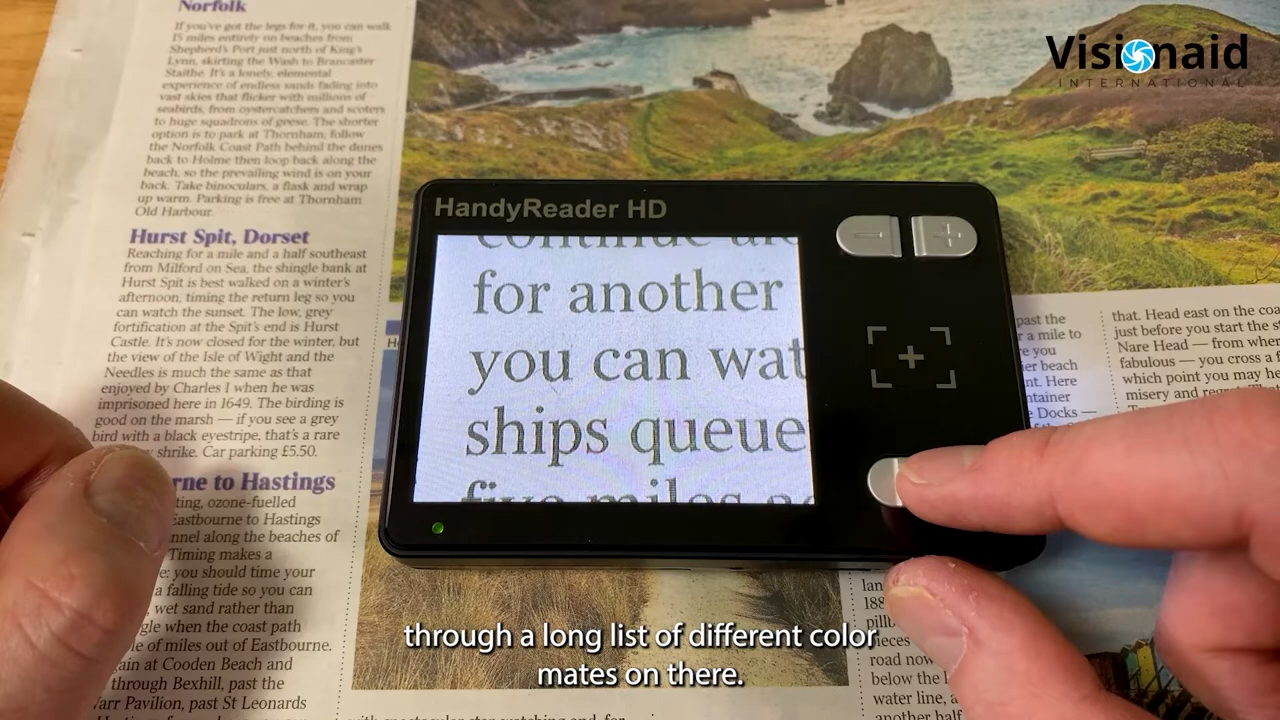 Norfolk
If you've got the legs for it, you can walk
15 miles entirely on beaches from
Shepherd's Port just north of King's
Lynn, skirting the Wash to Brancaster
Staithe. It's a lonely, elemental
experience of endless sands fading into
vast skies that flicker with millions of
seabirds, from oystercatchers and scoters
to huge squadrons of geese. The shorter
option is to park at Thornham; follow
the Norfolk Coast Path behind the dunes
back to Holme then loop back along the
beach, so the prevailing wind is on your
back. Take binoculars, a flask and wrap
up warm. Parking is free at Thornham
Old Harbour.
Hurst Spit, Dorset
Reaching for a mile and a half southeast
from Milford on Sea, the shingle bank at
Hurst Spit is best walked on a winter's
afternoon, timing the return leg so you
can watch the sunset. The low, grey
fortification at the Spit's end is Hurst
Castle. It's now closed for the winter, but
the view of the Isle of Wight and the
Needles is much the same as that
enjoyed by Charles I when he was
imprisoned here in 1649. The birding is
good on the marsh — if you see a grey
bird with a black eyestripe, that's a rare
shrike. Car parking £5.50.
rne to Hastings
ting, ozone-fuelled
Eastbourne to Hastings
nnel along the beaches of
Timing makes a
e: you should time your
a falling tide so you can
wet sand rather than
gle when the coast path
le of miles out of Eastbourne.
ain at Cooden Beach and
through Bexhill, past the
Warr Pavilion, past St Leonards
Visionaid
INTERNATIONAL
HandyReader HD
continue are
for another
you can wat
ships queue
five miles
− +
+
past the
r a mile to
re you
er beach
nt. Here
ntainer
e Docks —
that. Head east on the coa
just before you start the s
Nare Head — from wher
fabulous — you cross a
which point you may he
misery and regret.
lan
188
pillb
pieces
road now
below the l
water line, a
another half
through a long list of different color
mates on there.